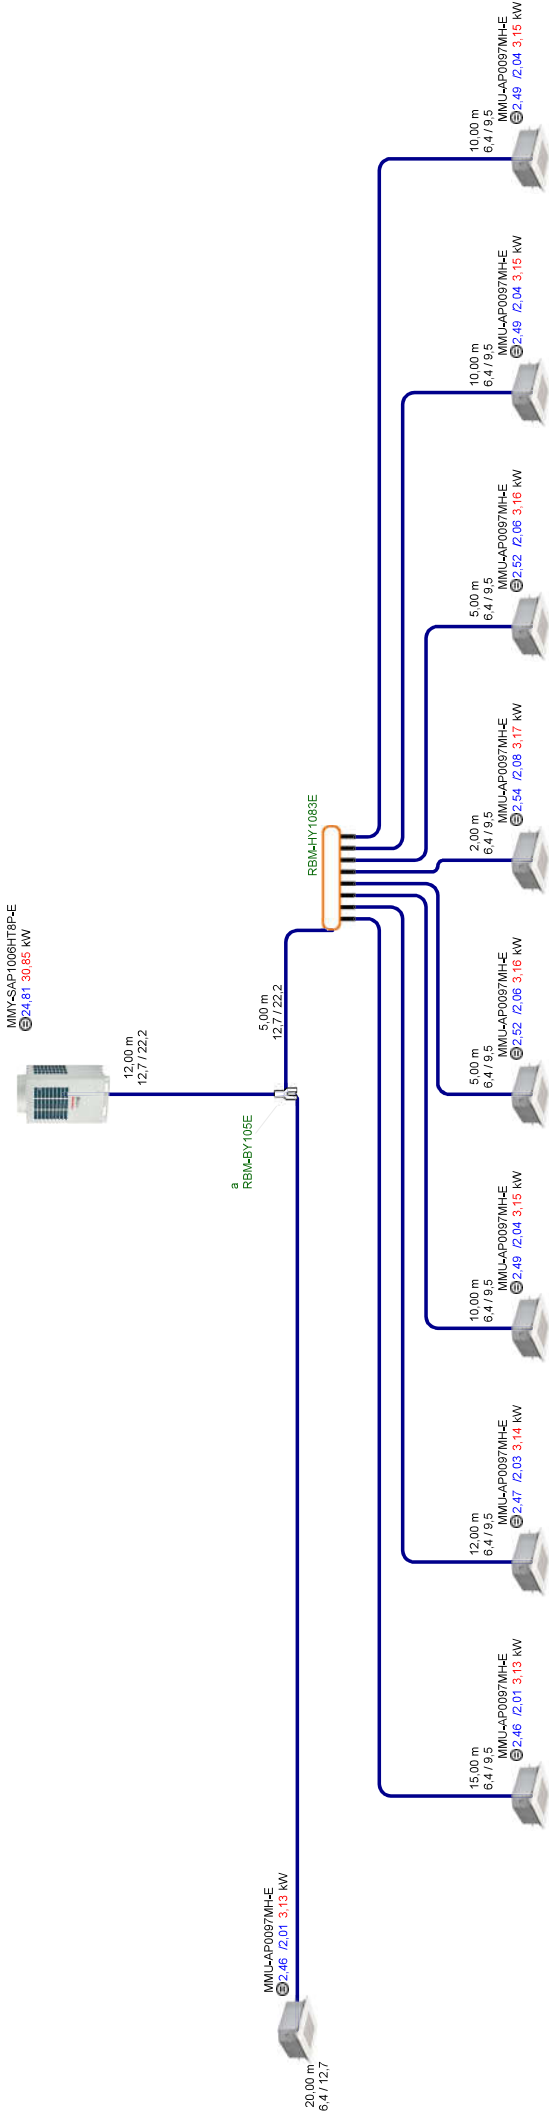 MMY-SAP1006HT8P-E
24,81 30,85 kW
12,00 m
12,7 / 22,2
a
RBM-BY105E
5,00 m
12,7 / 22,2
RBM-HY1083E
MMU-AP0097MH-E
2,46 /2,01 3,13 kW
20,00 m
6,4 / 12,7
15,00 m
6,4 / 9,5
MMU-AP0097MH-E
2,46 /2,01 3,13 kW
12,00 m
6,4 / 9,5
MMU-AP0097MH-E
2,47 /2,03 3,14 kW
10,00 m
6,4 / 9,5
MMU-AP0097MH-E
2,49 /2,04 3,15 kW
5,00 m
6,4 / 9,5
MMU-AP0097MH-E
2,52 /2,06 3,16 kW
2,00 m
6,4 / 9,5
MMU-AP0097MH-E
2,54 /2,08 3,17 kW
5,00 m
6,4 / 9,5
MMU-AP0097MH-E
2,52 /2,06 3,16 kW
10,00 m
6,4 / 9,5
MMU-AP0097MH-E
2,49 /2,04 3,15 kW
10,00 m
6,4 / 9,5
MMU-AP0097MH-E
2,49 /2,04 3,15 kW